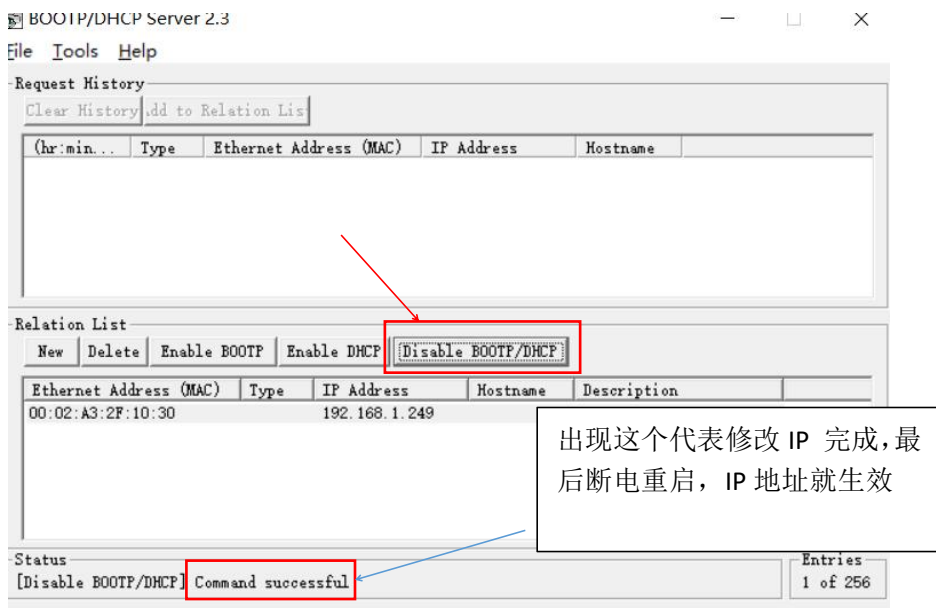 BOOTP/DHCP Server 2.3
File Tools Help
Request History
Clear History .dd to Relation Lis
(hr:min... Type Ethernet Address (MAC) IP Address Hostname
Relation List
New Delete Enable BOOTP Enable DHCP Disable BOOTP/DHCP
Ethernet Address (MAC) Type IP Address Hostname Description
00:02:A3:2F:10:30 192.168.1.249
出现这个代表修改 IP 完成,最
后断电重启，IP 地址就生效
Status
[Disable BOOTP/DHCP] Command successful
Entries
1 of 256